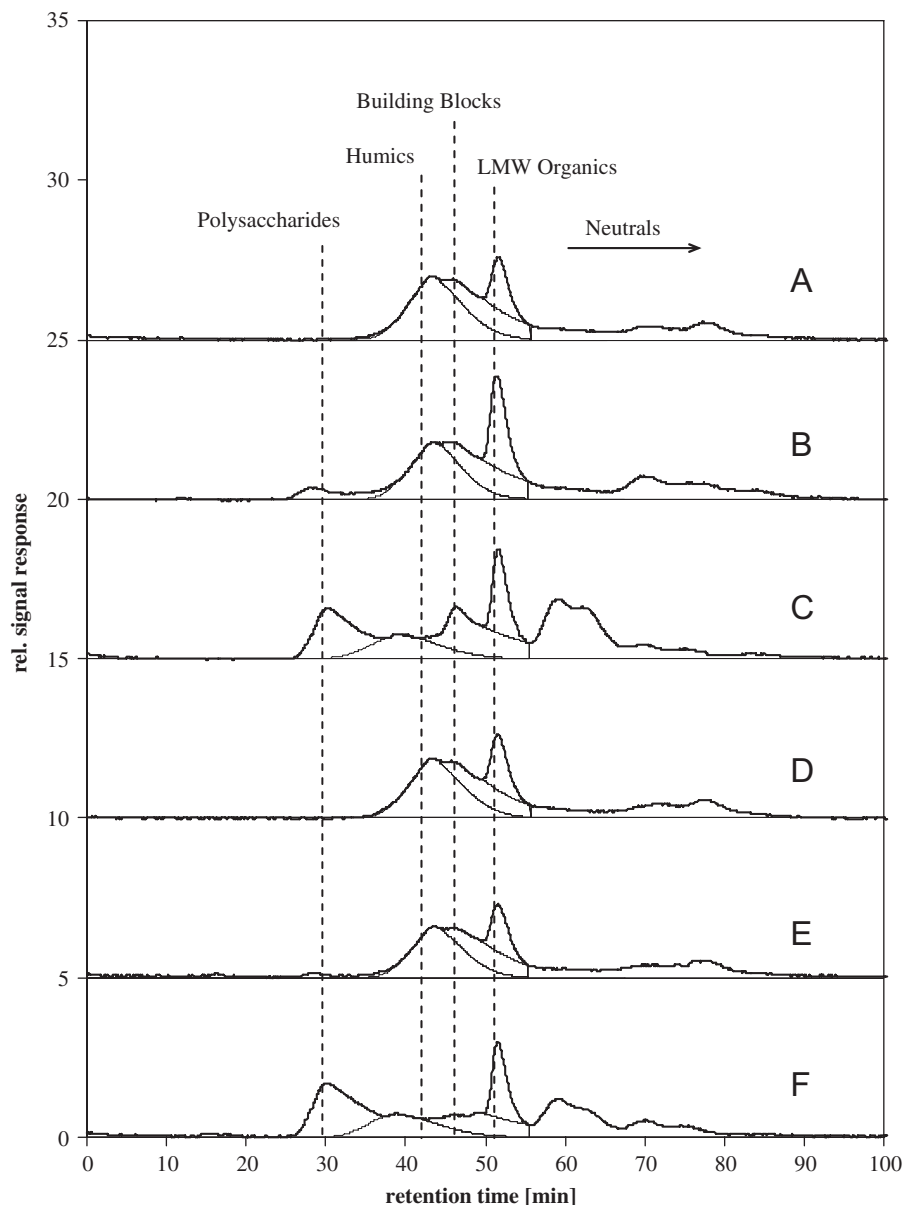 Building Blocks
Humics
LMW Organics
Polysaccharides
Neutrals
35
30
25
20
15
10
5
0
rel. signal response
A
B
C
D
E
F
0 10 20 30 40 50 60 70 80 90 100
retention time [min]